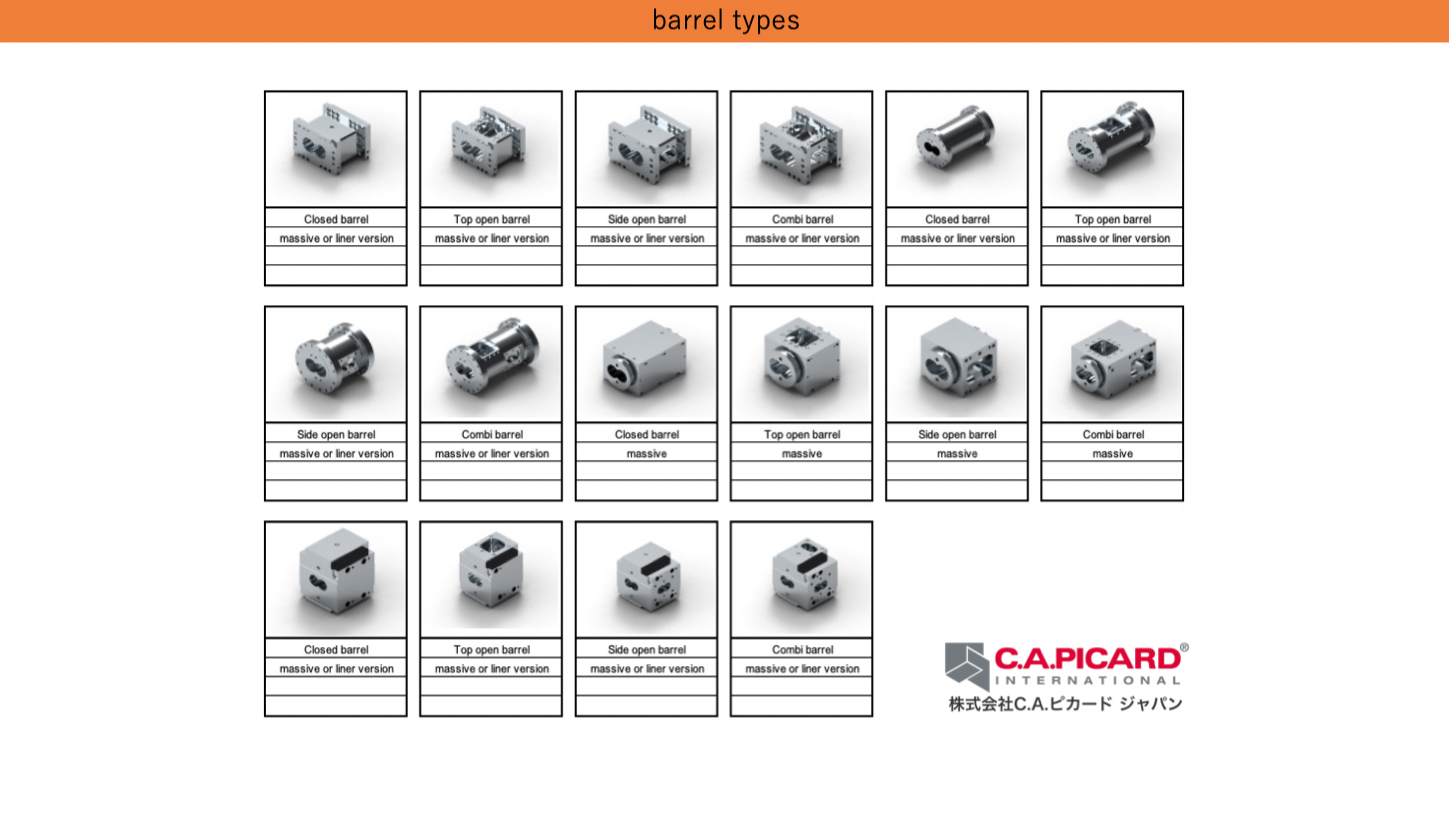 barrel types
Closed barrel
massive or liner version
Top open barrel
massive or liner version
Side open barrel
massive or liner version
Combi barrel
massive or liner version
Closed barrel
massive or liner version
Top open barrel
massive or liner version
Side open barrel
massive or liner version
Combi barrel
massive or liner version
Closed barrel
massive
Top open barrel
massive
Side open barrel
massive
Combi barrel
massive
Closed barrel
massive or liner version
Top open barrel
massive or liner version
Side open barrel
massive or liner version
Combi barrel
massive or liner version
C.A.PICARD®
INTERNATIONAL
株式会社C.A.ピカード ジャパン